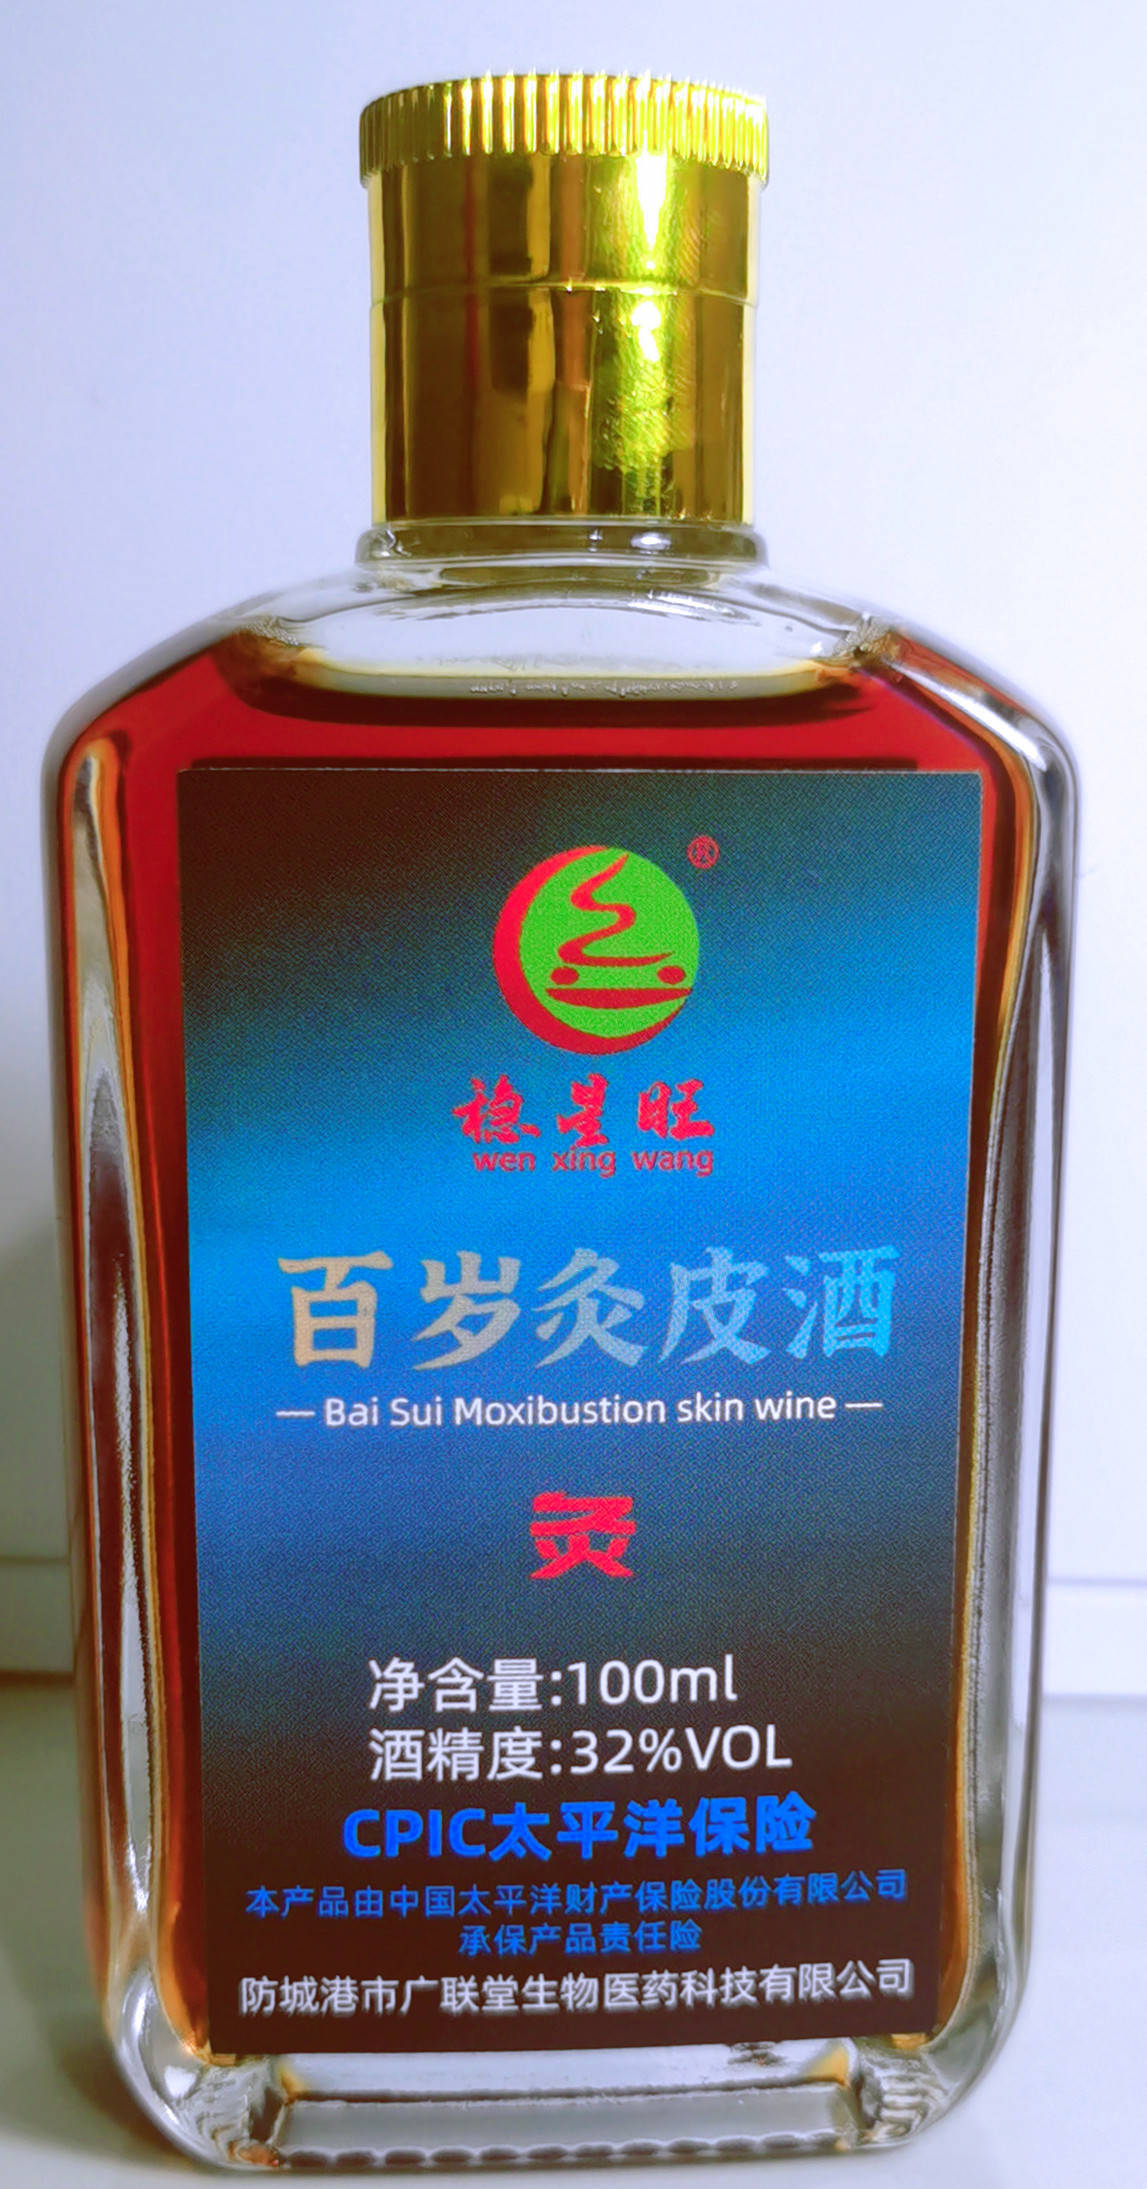 ®
稳星旺
wen xing wang
百岁灸皮酒
— Bai Sui Moxibustion skin wine —
灸
净含量:100ml
酒精度:32%VOL
CPIC太平洋保险
本产品由中国太平洋财产保险股份有限公司
承保产品责任险
防城港市广联堂生物医药科技有限公司